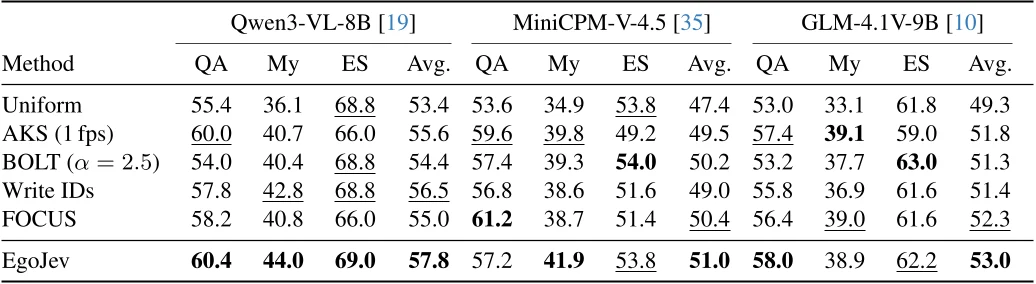 Qwen3-VL-8B [19] MiniCPM-V-4.5 [35] GLM-4.1V-9B [10]
Method QA My ES Avg. QA My ES Avg. QA My ES Avg.
Uniform 55.4 36.1 68.8 53.4 53.6 34.9 53.8 47.4 53.0 33.1 61.8 49.3
AKS (1 fps) 60.0 40.7 66.0 55.6 59.6 39.8 49.2 49.5 57.4 39.1 59.0 51.8
BOLT (α = 2.5) 54.0 40.4 68.8 54.4 57.4 39.3 54.0 50.2 53.2 37.7 63.0 51.3
Write IDs 57.8 42.8 68.8 56.5 56.8 38.6 51.6 49.0 55.8 36.9 61.6 51.4
FOCUS 58.2 40.8 66.0 55.0 61.2 38.7 51.4 50.4 56.4 39.0 61.6 52.3
EgoJev 60.4 44.0 69.0 57.8 57.2 41.9 53.8 51.0 58.0 38.9 62.2 53.0